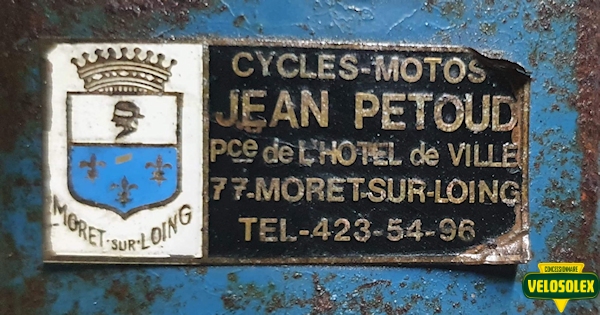 CYCLES-MOTOS
JEAN PETOUD
Pce de L'HOTEL de VILLE
77-MORET-SUR-LOING
TEL-423-54-96
MORET-SUR-LOING
CONCESSIONNAIRE
VELOSOLEX